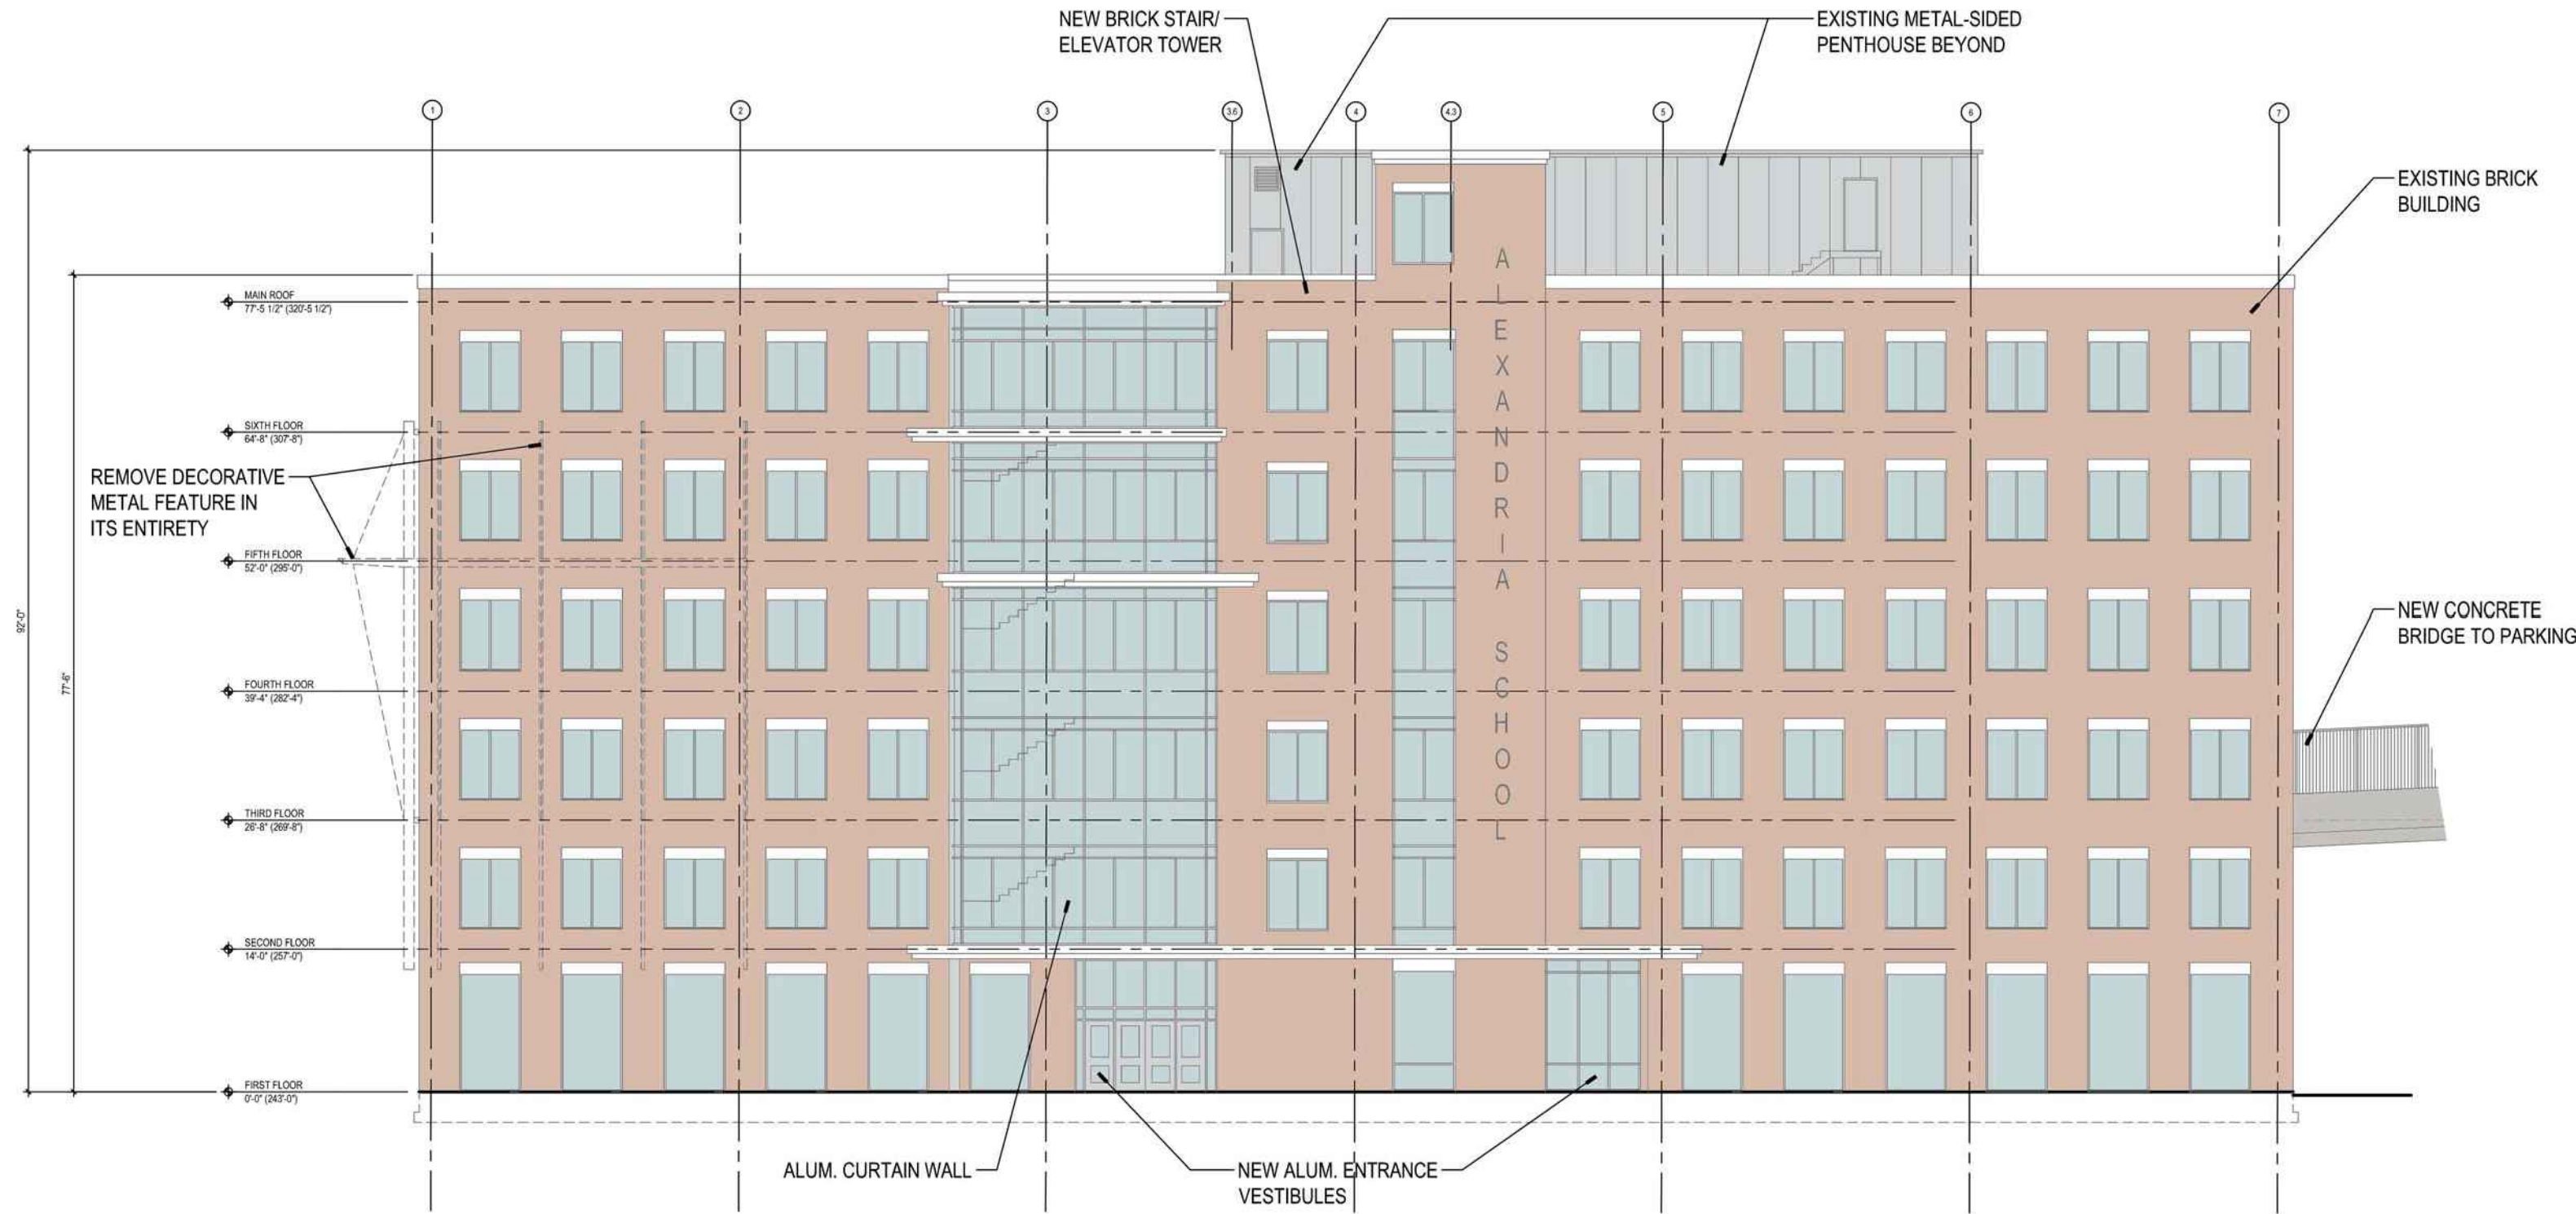 NEW BRICK STAIR/
ELEVATOR TOWER
EXISTING METAL-SIDED
PENTHOUSE BEYOND
1
2
3
3.6
4
4.3
5
6
7
EXISTING BRICK
BUILDING
MAIN ROOF
77'-5 1/2" (320'-5 1/2")
SIXTH FLOOR
64'-8" (307'-8")
REMOVE DECORATIVE
METAL FEATURE IN
ITS ENTIRETY
FIFTH FLOOR
52'-0" (295'-0")
92'-0"
77'-6"
FOURTH FLOOR
39'-4" (282'-4")
THIRD FLOOR
26'-8" (269'-8")
SECOND FLOOR
14'-0" (257'-0")
FIRST FLOOR
0'-0" (243'-0")
ALEXANDRIA SCHOOL
NEW CONCRETE
BRIDGE TO PARKING
ALUM. CURTAIN WALL
NEW ALUM. ENTRANCE
VESTIBULES